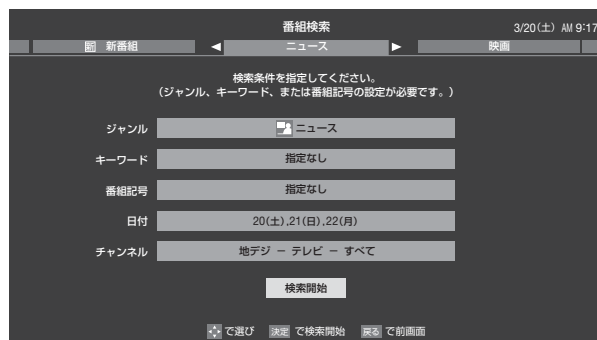 番組検索 3/20(土) AM 9:17
新 新番組 ニュース 映画
検索条件を指定してください。
(ジャンル、キーワード、または番組記号の設定が必要です。)
ジャンル ニュース
キーワード 指定なし
番組記号 指定なし
日付 20(土),21(日),22(月)
チャンネル 地デジ － テレビ － すべて
検索開始
で選び 決定 で検索開始 戻る で前画面